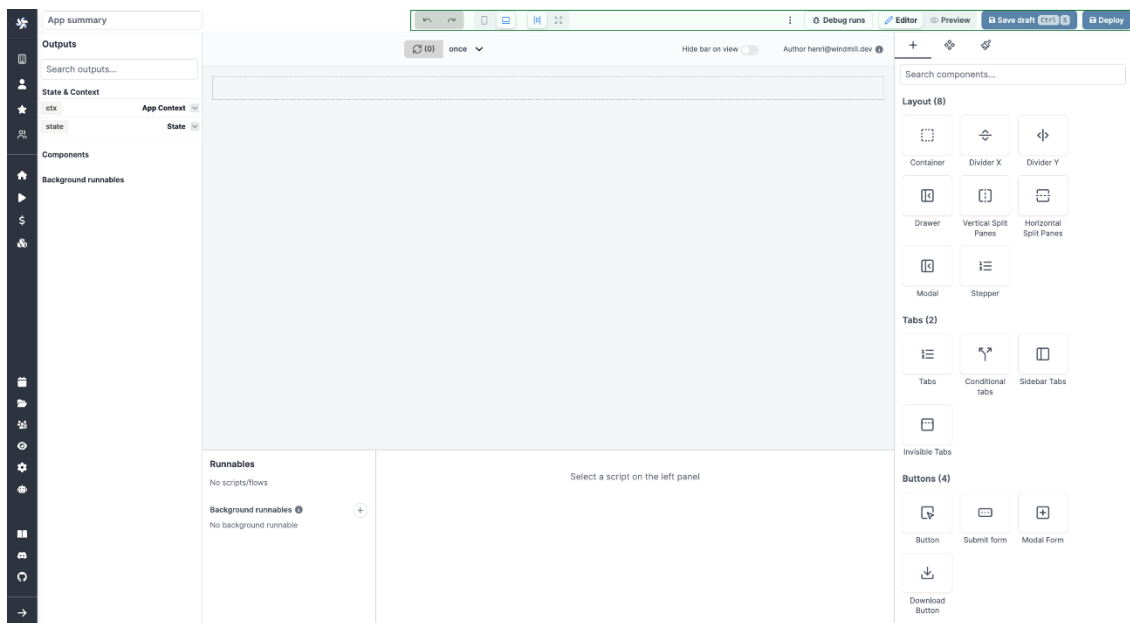 App summary
Debug runs
Editor
Preview
Save draft Ctrl S
Deploy
Outputs
Search outputs...
State & Context
ctx
App Context
state
State
Components
Background runnables
(0)
once
Hide bar on view
Author henri@windmill.dev
Runnables
No scripts/flows
Background runnables
No background runnable
Select a script on the left panel
Search components...
Layout (8)
Container
Divider X
Divider Y
Drawer
Vertical Split
Panes
Horizontal
Split Panes
Modal
Stepper
Tabs (2)
Tabs
Conditional
tabs
Sidebar Tabs
Invisible Tabs
Buttons (4)
Button
Submit form
Modal Form
Download
Button